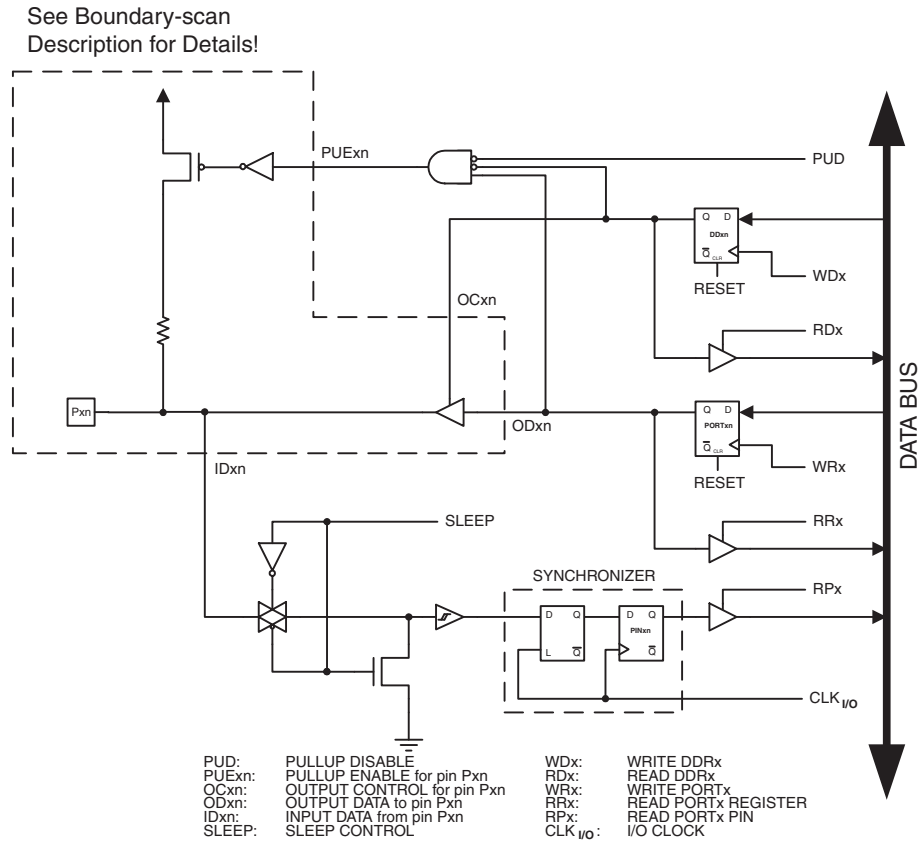 See Boundary-scan
Description for Details!
PUExn
PUD
Q D
DDxn
Q CLR
WDx
RESET
OCxn
RDx
Pxn
ODxn
Q D
PORTxn
Q CLR
WRx
RESET
IDxn
DATA BUS
SLEEP
RRx
SYNCHRONIZER
RPx
D Q
L Q
D Q
PINxn
Q
CLK I/O
PUD: PULLUP DISABLE
PUExn: PULLUP ENABLE for pin Pxn
OCxn: OUTPUT CONTROL for pin Pxn
ODxn: OUTPUT DATA to pin Pxn
IDxn: INPUT DATA from pin Pxn
SLEEP: SLEEP CONTROL
WDx: WRITE DDRx
RDx: READ DDRx
WRx: WRITE PORTx
RRx: READ PORTx REGISTER
RPx: READ PORTx PIN
CLK I/O: I/O CLOCK